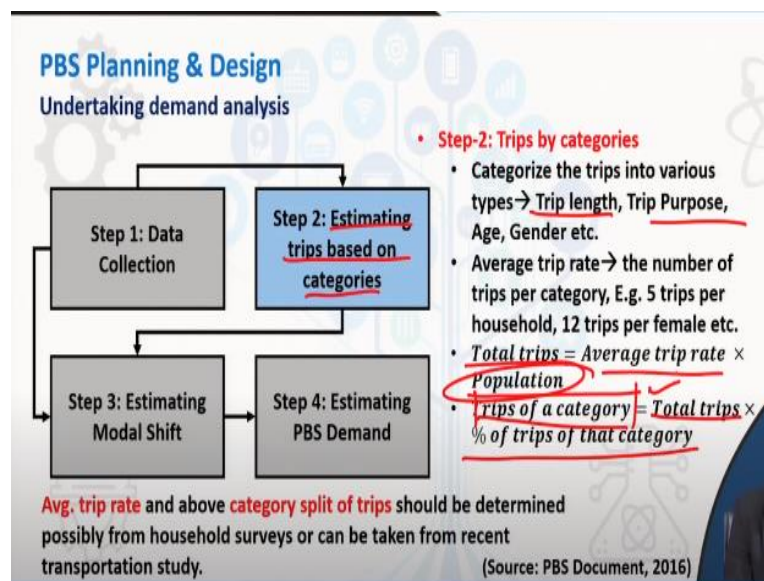 PBS Planning & Design
Undertaking demand analysis
Step 1: Data
Collection
Step 2: Estimating
trips based on
categories
Step 3: Estimating
Modal Shift
Step 4: Estimating
PBS Demand
• Step-2: Trips by categories
• Categorize the trips into various
types→ Trip length, Trip Purpose,
Age, Gender etc.
• Average trip rate→ the number of
trips per category, E.g. 5 trips per
household, 12 trips per female etc.
• Total trips = Average trip rate ×
Population
• Trips of a category = Total trips ×
% of trips of that category
Avg. trip rate and above category split of trips should be determined
possibly from household surveys or can be taken from recent
transportation study.
(Source: PBS Document, 2016)